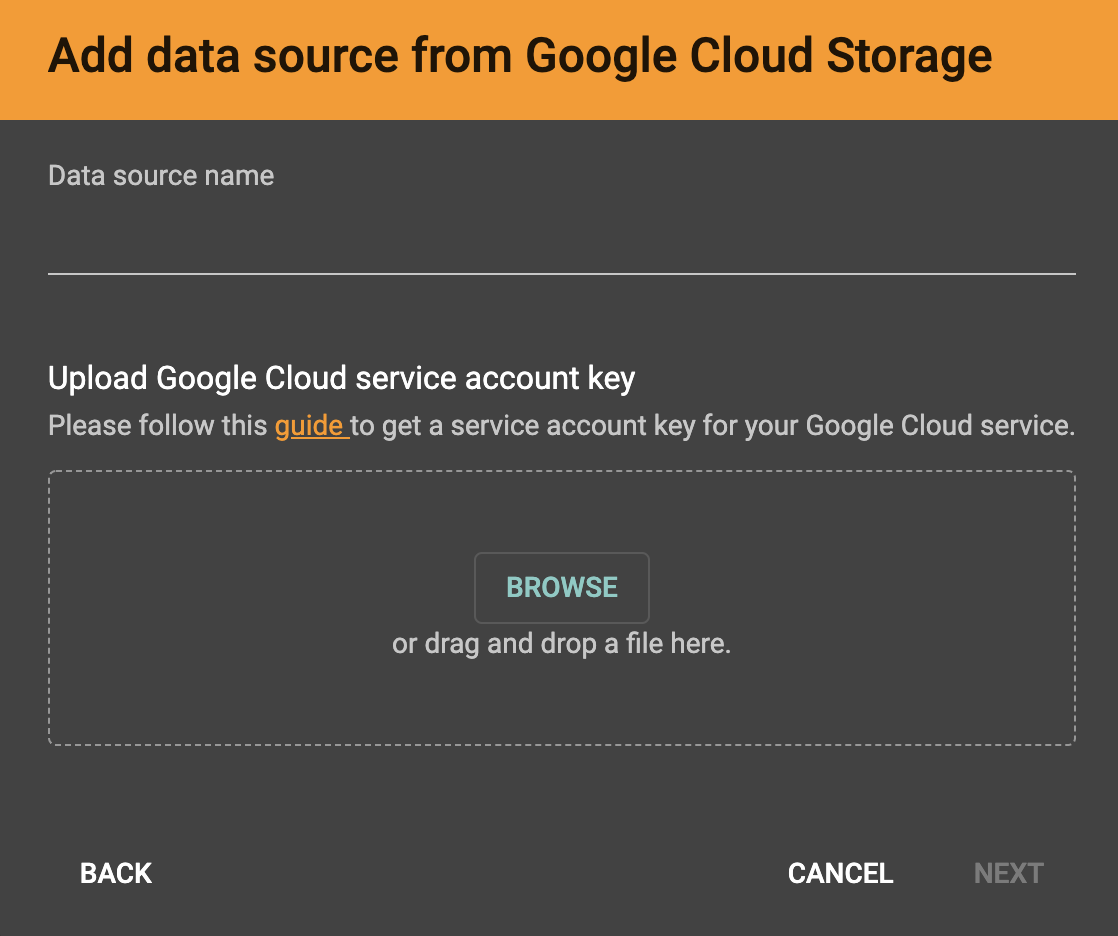 Add data source from Google Cloud Storage
Data source name
Upload Google Cloud service account key
Please follow this guide to get a service account key for your Google Cloud service.
BROWSE
or drag and drop a file here.
BACK
CANCEL
NEXT